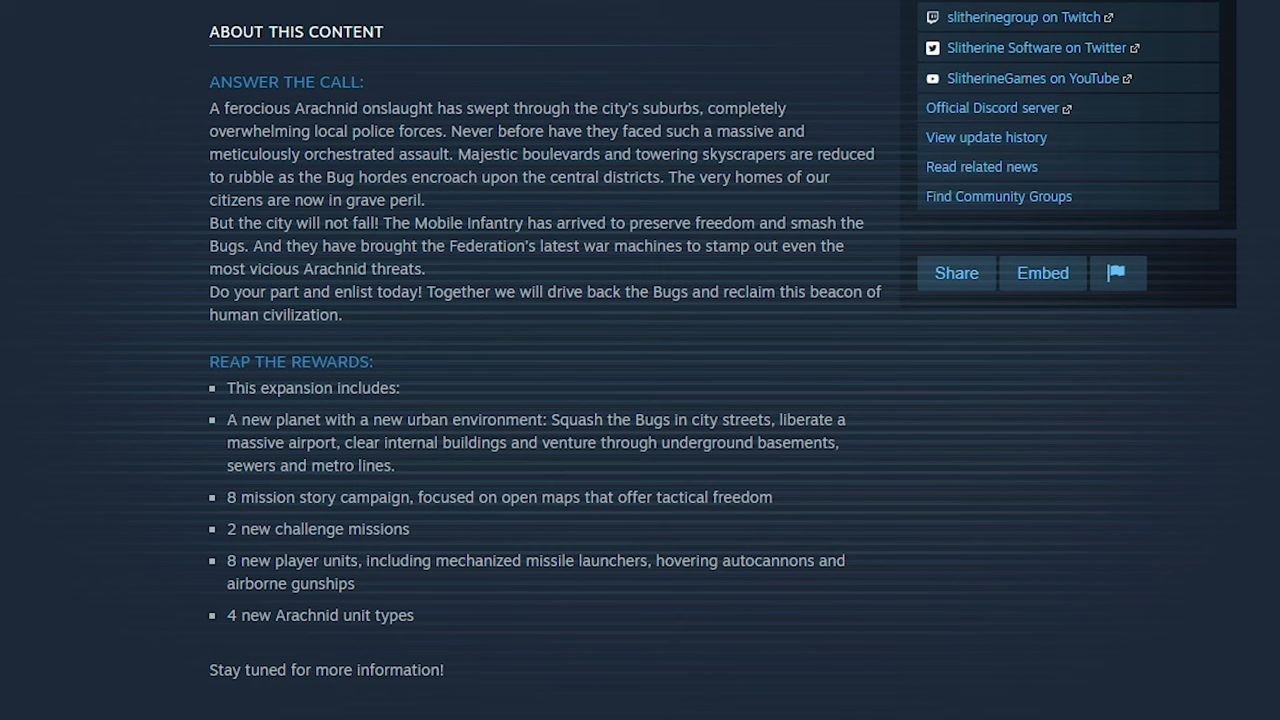 ABOUT THIS CONTENT
ANSWER THE CALL:
A ferocious Arachnid onslaught has swept through the city's suburbs, completely
overwhelming local police forces. Never before have they faced such a massive and
meticulously orchestrated assault. Majestic boulevards and towering skyscrapers are reduced
to rubble as the Bug hordes encroach upon the central districts. The very homes of our
citizens are now in grave peril.
But the city will not fall! The Mobile Infantry has arrived to preserve freedom and smash the
Bugs. And they have brought the Federation's latest war machines to stamp out even the
most vicious Arachnid threats.
Do your part and enlist today! Together we will drive back the Bugs and reclaim this beacon of
human civilization.
REAP THE REWARDS:
This expansion includes:
A new planet with a new urban environment: Squash the Bugs in city streets, liberate a
massive airport, clear internal buildings and venture through underground basements,
sewers and metro lines.
8 mission story campaign, focused on open maps that offer tactical freedom
2 new challenge missions
8 new player units, including mechanized missile launchers, hovering autocannons and
airborne gunships
4 new Arachnid unit types
Stay tuned for more information!
slitherinegroup on Twitch
Slitherine Software on Twitter
SlitherineGames on YouTube
Official Discord server
View update history
Read related news
Find Community Groups
Share Embed